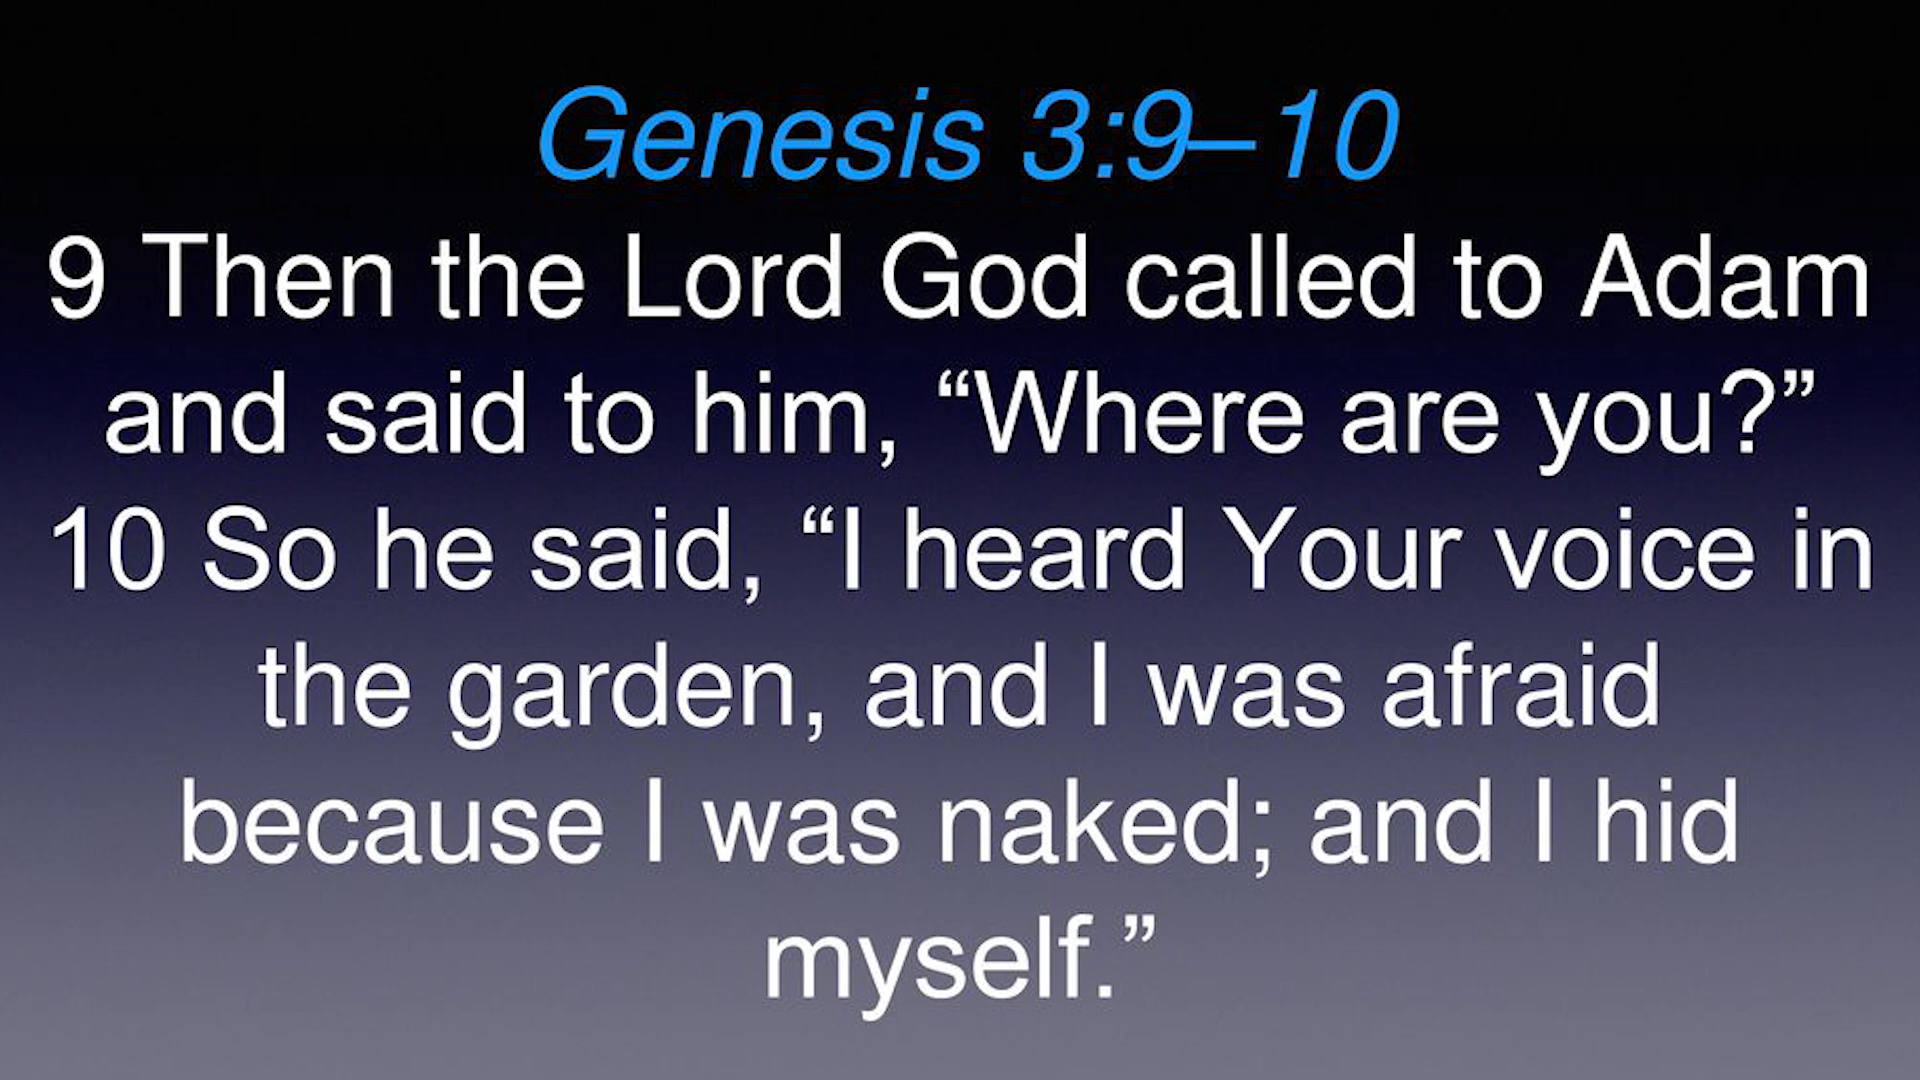 Genesis 3:9–10
9 Then the Lord God called to Adam
and said to him, “Where are you?”
10 So he said, “I heard Your voice in
the garden, and I was afraid
because I was naked; and I hid
myself.”